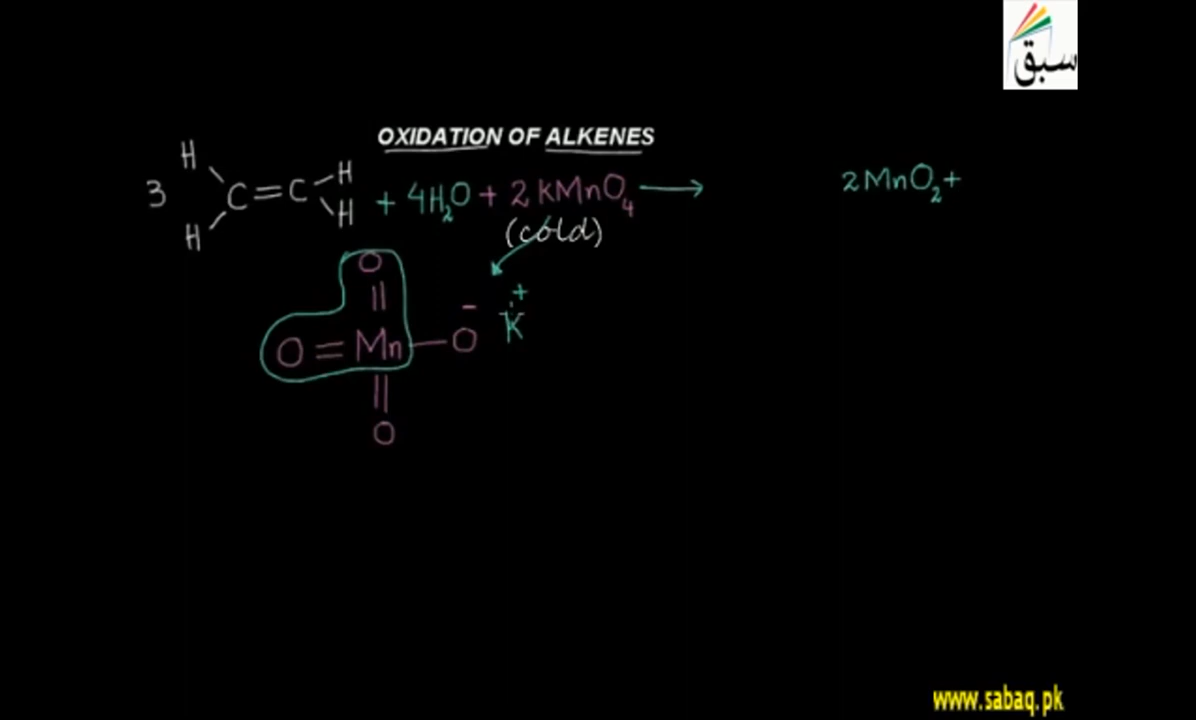 سبق
OXIDATION OF ALKENES
H H
3 C=C + 4H₂O + 2 KMnO₄ ⟶ 2MnO₂+
H H
(cold)
O
||
O=Mn—O⁻ K⁺
||
O
www.sabaq.pk